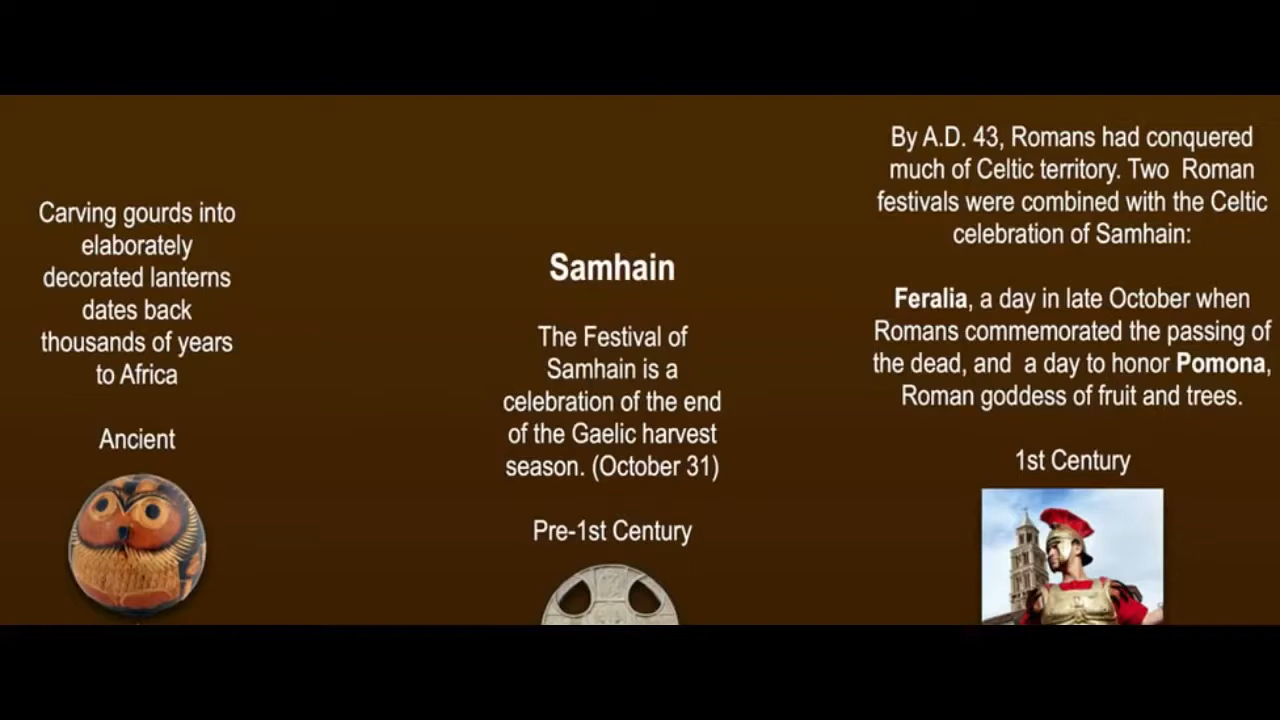 Carving gourds into
elaborately
decorated lanterns
dates back
thousands of years
to Africa
Ancient
Samhain
The Festival of
Samhain is a
celebration of the end
of the Gaelic harvest
season. (October 31)
Pre-1st Century
By A.D. 43, Romans had conquered
much of Celtic territory. Two  Roman
festivals were combined with the Celtic
celebration of Samhain:
Feralia, a day in late October when
Romans commemorated the passing of
the dead, and  a day to honor Pomona,
Roman goddess of fruit and trees.
1st Century